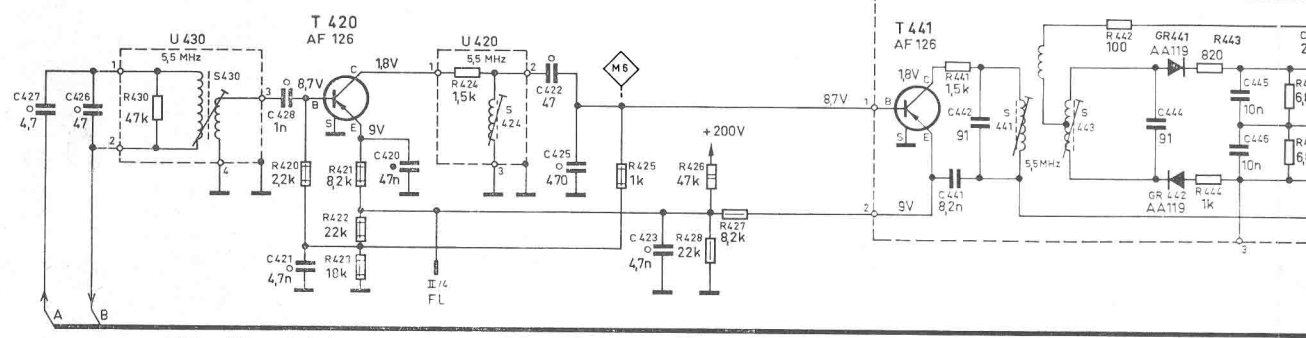 T 420
AF 126
U 430
5,5 MHz
1
2
3
4
S430
R430
47k
C427
4,7
C426
47
C 428
1n
8,7V
B
C
E
S
1,8V
9V
R420
2,2k
R421
8,2k
C420
47n
R422
22k
R423
18k
C421
4,7n
II/4
FL
U 420
5,5 MHz
1
2
3
R424
1,5k
S
424
C422
47
C425
470
M6
R425
1k
+200V
R426
47k
C423
4,7n
R428
22k
R427
8,2k
8,7V
1
2
9V
T 441
AF 126
1,8V
C
B
S
E
R441
1,5k
C442
91
C441
8,2n
S
441
5,5MHz
S
443
R442
100
GR441
AA119
R443
820
C444
91
GR 442
AA119
R444
1k
C445
10n
C446
10n
3
A
B